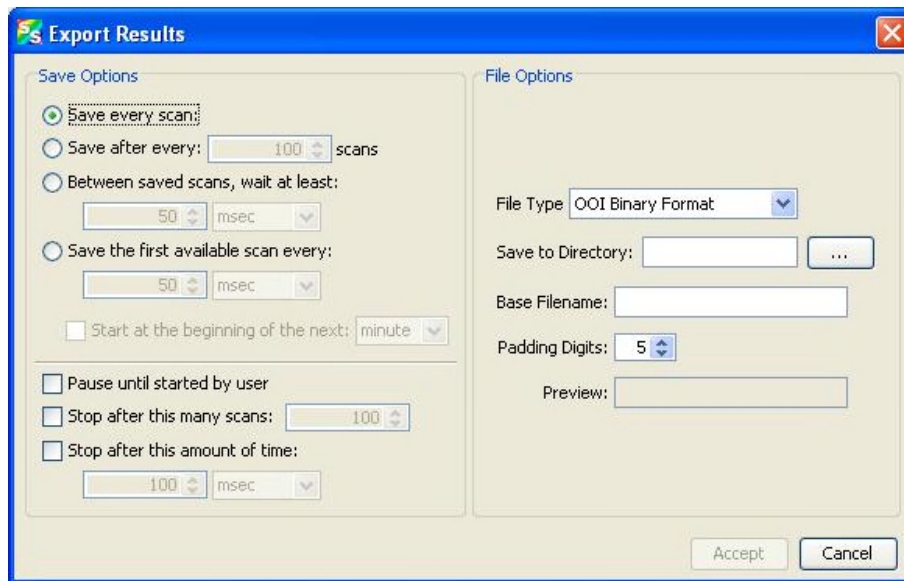 SS Export Results
Save Options
Save every scan:
Save after every: 100 scans
Between saved scans, wait at least:
50 msec
Save the first available scan every:
50 msec
Start at the beginning of the next: minute
Pause until started by user
Stop after this many scans: 100
Stop after this amount of time:
100 msec
File Options
File Type OOI Binary Format
Save to Directory: ...
Base Filename:
Padding Digits: 5
Preview:
Accept Cancel